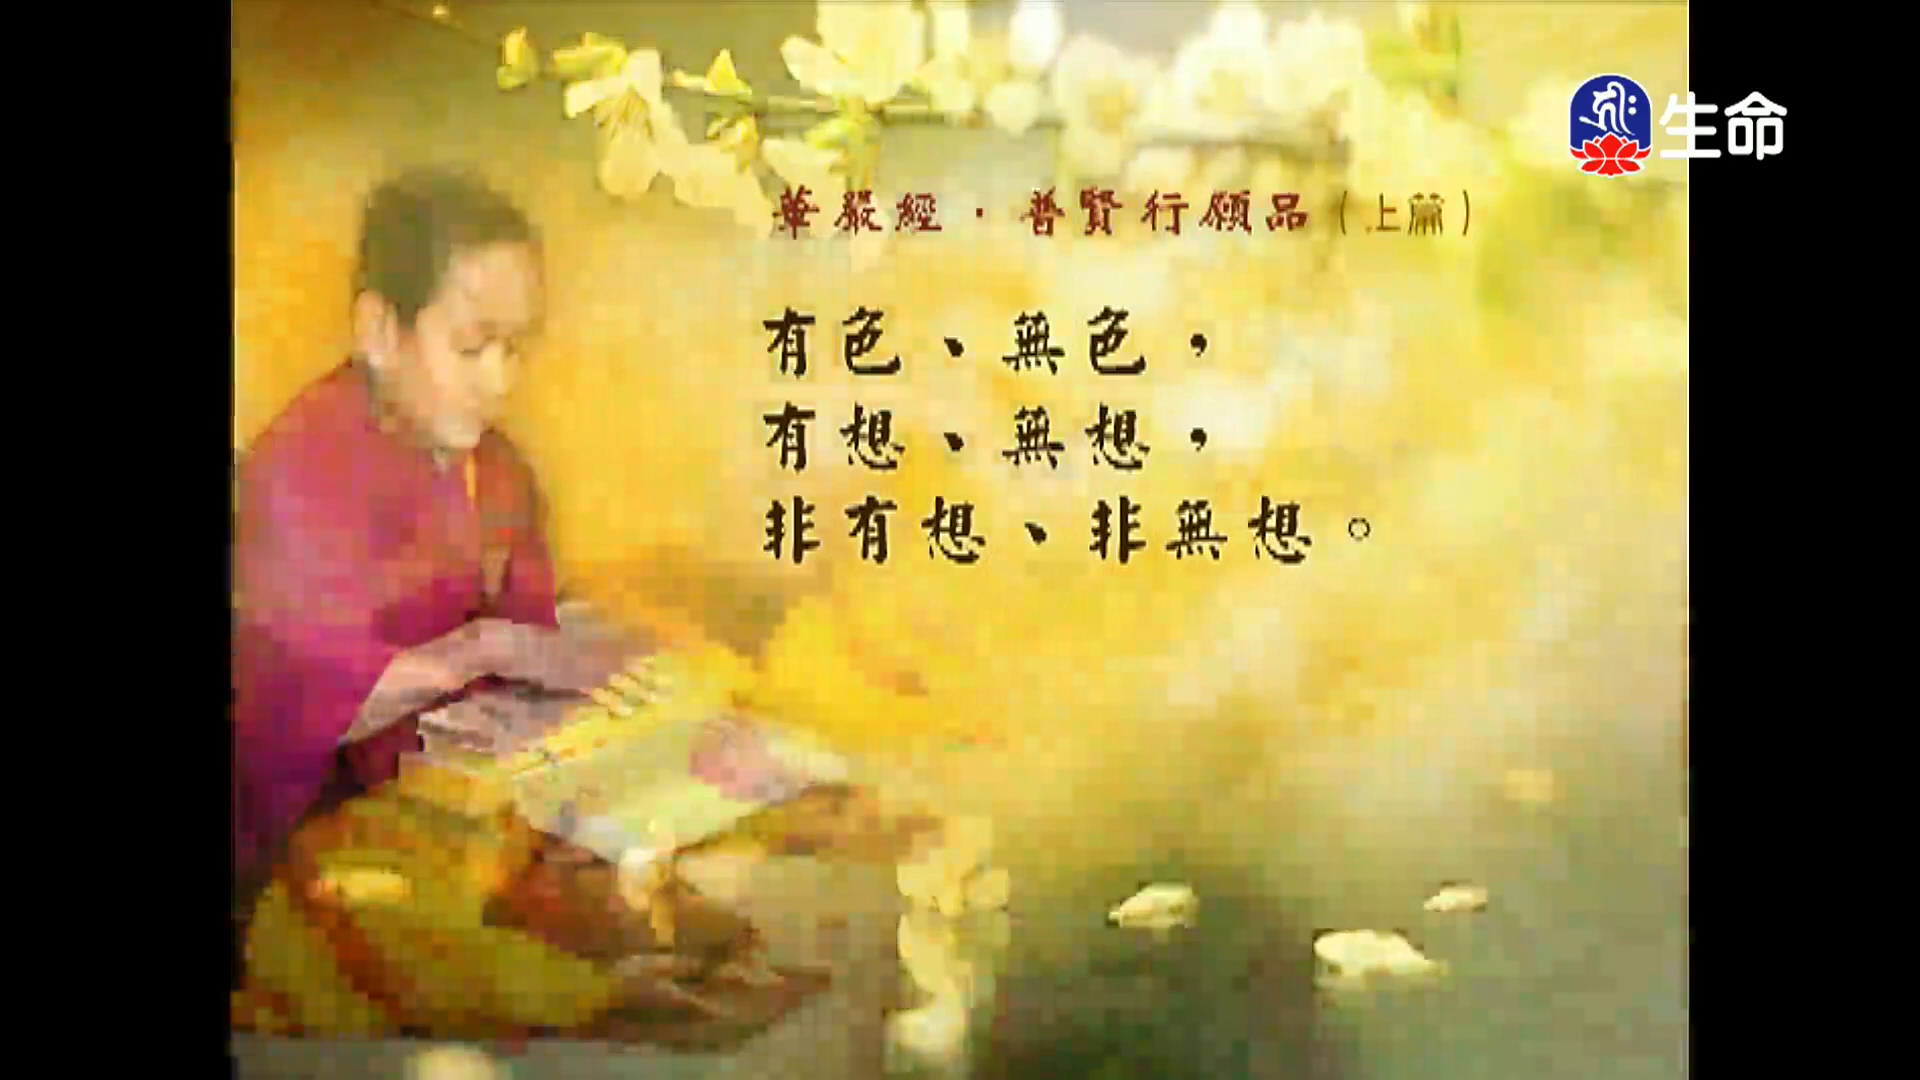 生命
華嚴經·普賢行願品(上篇)
有色、無色，
有想、無想，
非有想、非無想。